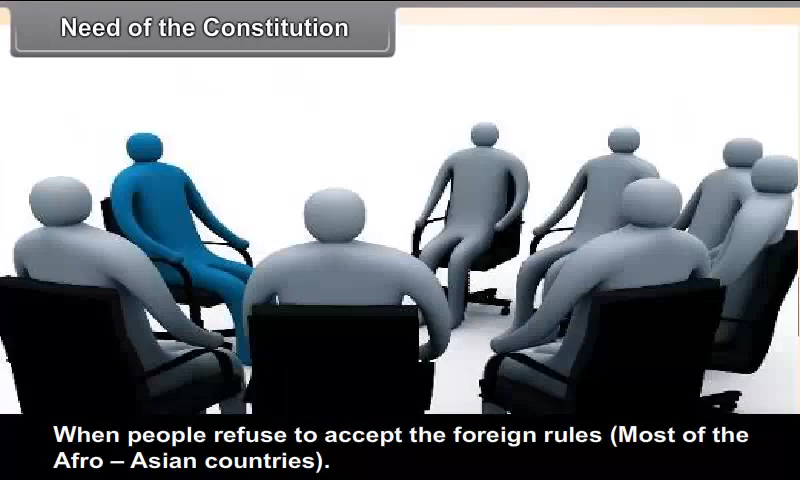 Need of the Constitution
When people refuse to accept the foreign rules (Most of the
Afro – Asian countries).